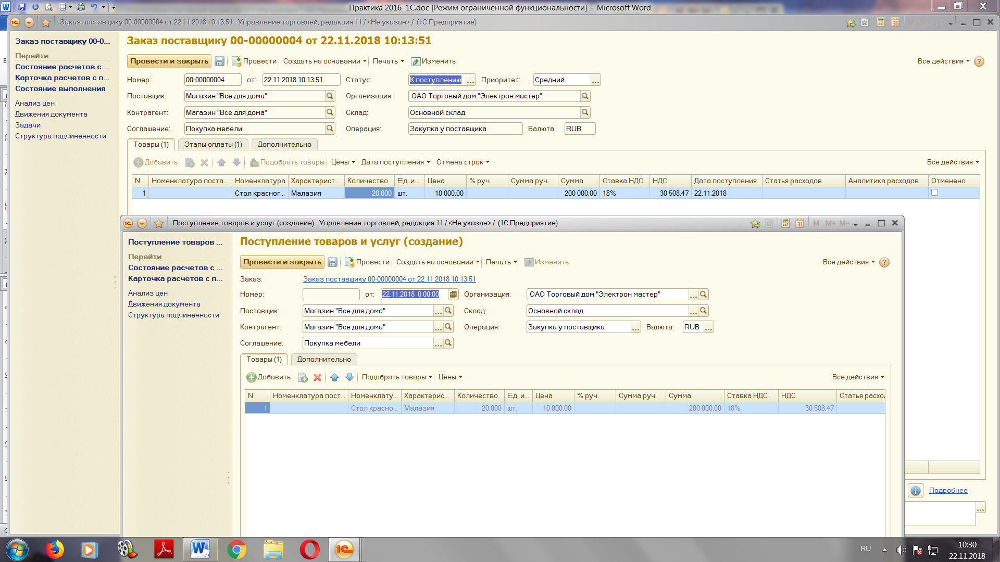 Практика 2016 1С.doc [Режим ограниченной функциональности] - Microsoft Word
Заказ поставщику 00-00000004 от 22.11.2018 10:13:51 - Управление торговлей, редакция 11 / <Не указан> / (1С:Предприятие)
M M+ M-
Заказ поставщику 00-0...
Перейти
Состояние расчетов с ...
Карточка расчетов с п...
Состояние выполнения
Анализ цен
Движения документа
Задачи
Структура подчиненности
Заказ поставщику 00-00000004 от 22.11.2018 10:13:51
Провести и закрыть Провести Создать на основании Печать Изменить Все действия
Номер: 00-00000004 от: 22.11.2018 10:13:51 Статус: К поступлению ... Приоритет: Средний ...
Поставщик: Магазин "Все для дома" Организация: ОАО Торговый дом "Электрон мастер"
Контрагент: Магазин "Все для дома" Склад: Основной склад
Соглашение: Покупка мебели Операция: Закупка у поставщика Валюта: RUB
Товары (1) Этапы оплаты (1) Дополнительно
Добавить Подобрать товары Цены Дата поступления Отмена строк Все действия
N Номенклатура поста... Номенклатура Характерист... Количество Ед. и... Цена % руч. Сумма руч. Сумма Ставка НДС НДС Дата поступления Статья расходов Аналитика расходов Отменено
1 Стол красног... Малазия 20,000 шт. 10 000,00 200 000,00 18% 30 508,47 22.11.2018
Поступление товаров и услуг (создание) - Управление торговлей, редакция 11 / <Не указан> / (1С:Предприятие)
M M+ M-
Поступление товаров ...
Перейти
Состояние расчетов с ...
Карточка расчетов с п...
Анализ цен
Движения документа
Структура подчиненности
Поступление товаров и услуг (создание)
Провести и закрыть Провести Создать на основании Печать Изменить Все действия
Заказ: Заказ поставщику 00-00000004 от 22.11.2018 10:13:51
Номер: от: 22.11.2018 0:00:00 Организация: ОАО Торговый дом "Электрон мастер" ...
Поставщик: Магазин "Все для дома" ... Склад: Основной склад ...
Контрагент: Магазин "Все для дома" ... Операция: Закупка у поставщика ... Валюта: RUB ...
Соглашение: Покупка мебели ...
Товары (1) Дополнительно
Добавить Подобрать товары Цены Все действия
N Номенклатура пост... Номенклату... Характерис... Количество Ед. и... Цена % руч. Сумма руч. Сумма Ставка НДС НДС Статья расхо
1 Стол красно... Малазия 20,000 шт. 10 000,00 200 000,00 18% 30 508,47
Подробнее
...
RU
10:30
22.11.2018